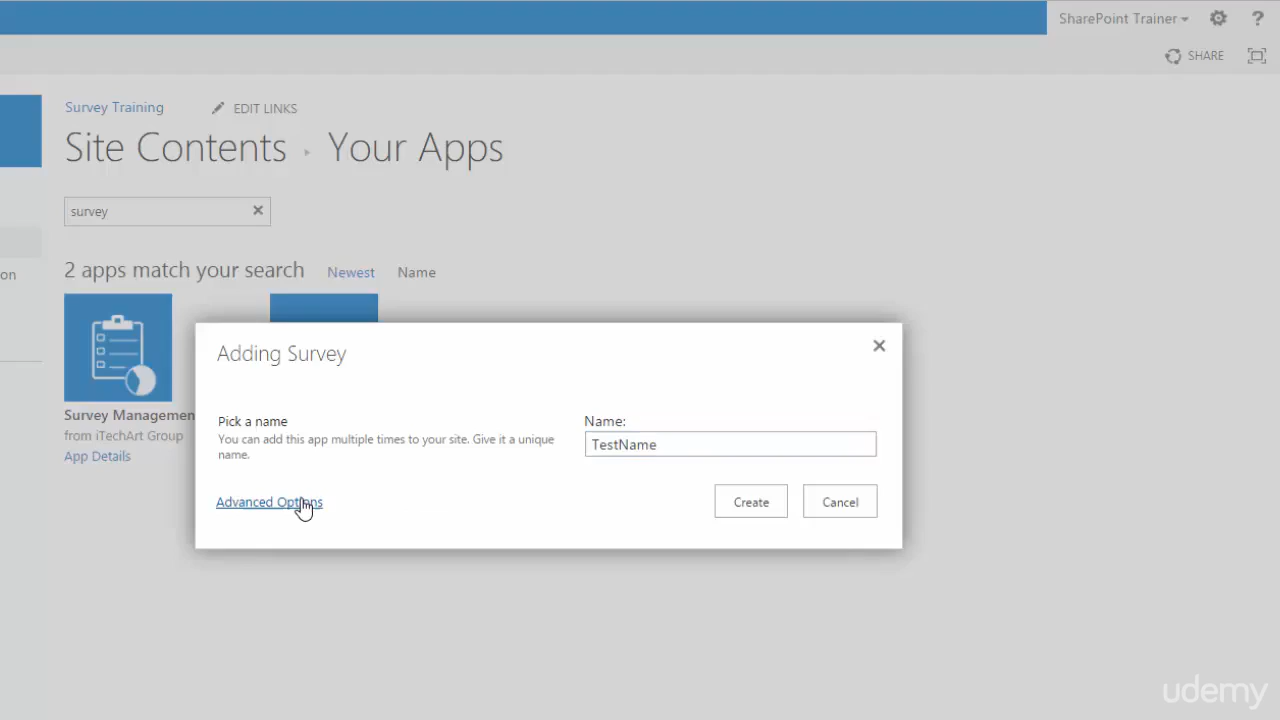 SharePoint Trainer
?
SHARE
Survey Training
EDIT LINKS
Site Contents ▸ Your Apps
survey
2 apps match your search Newest Name
on
Adding Survey
Pick a name
You can add this app multiple times to your site. Give it a unique
name.
Name:
TestName
Survey Managemen
from iTechArt Group
App Details
Advanced Options
Create
Cancel
udemy